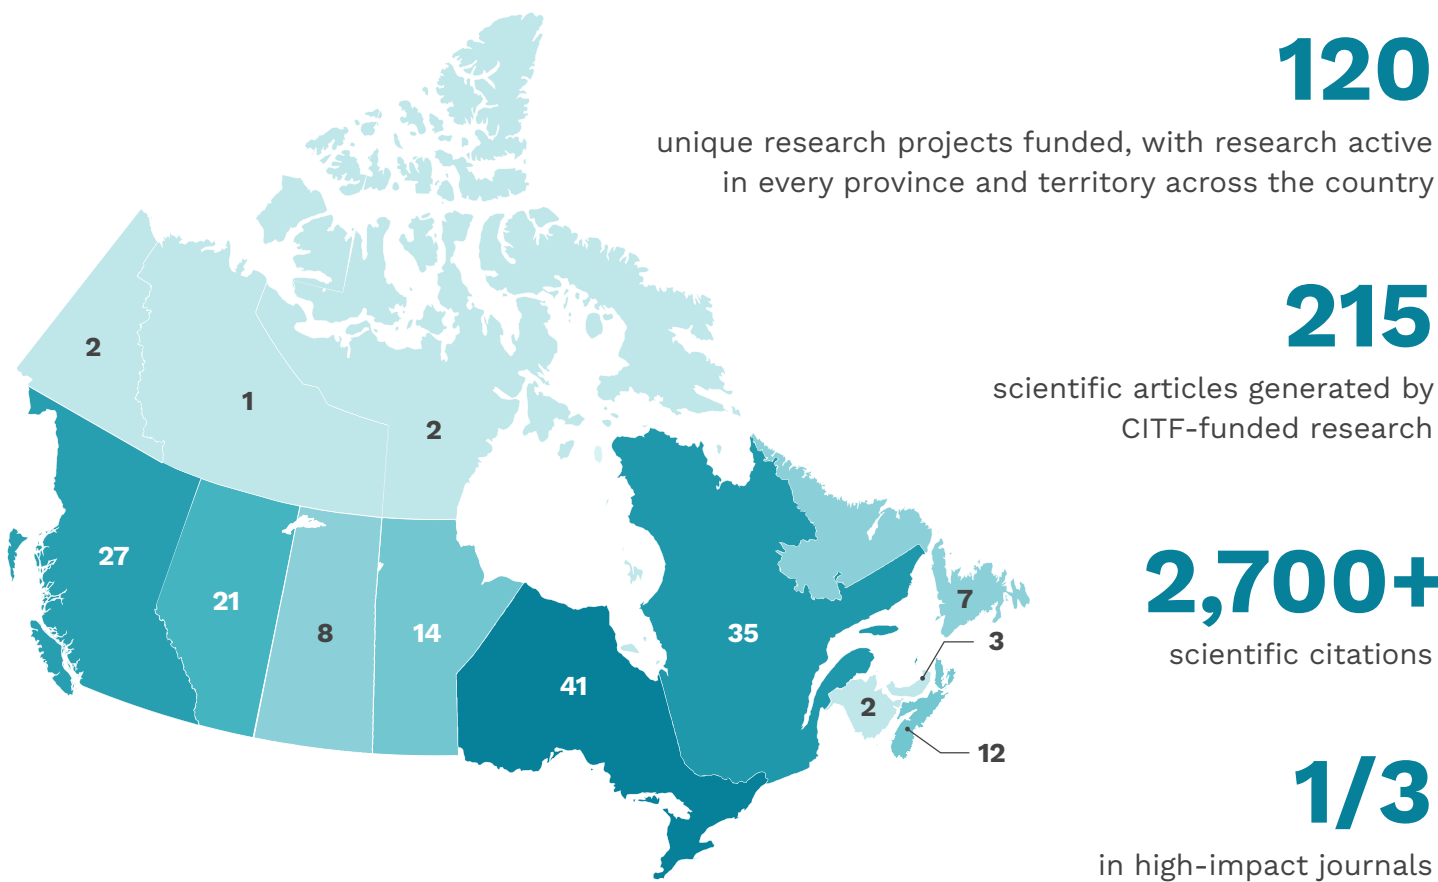 120
unique research projects funded, with research active
in every province and territory across the country
215
scientific articles generated by
CITF-funded research
2,700+
scientific citations
1/3
in high-impact journals
2
1
2
27
21
8
14
41
35
7
3
2
12